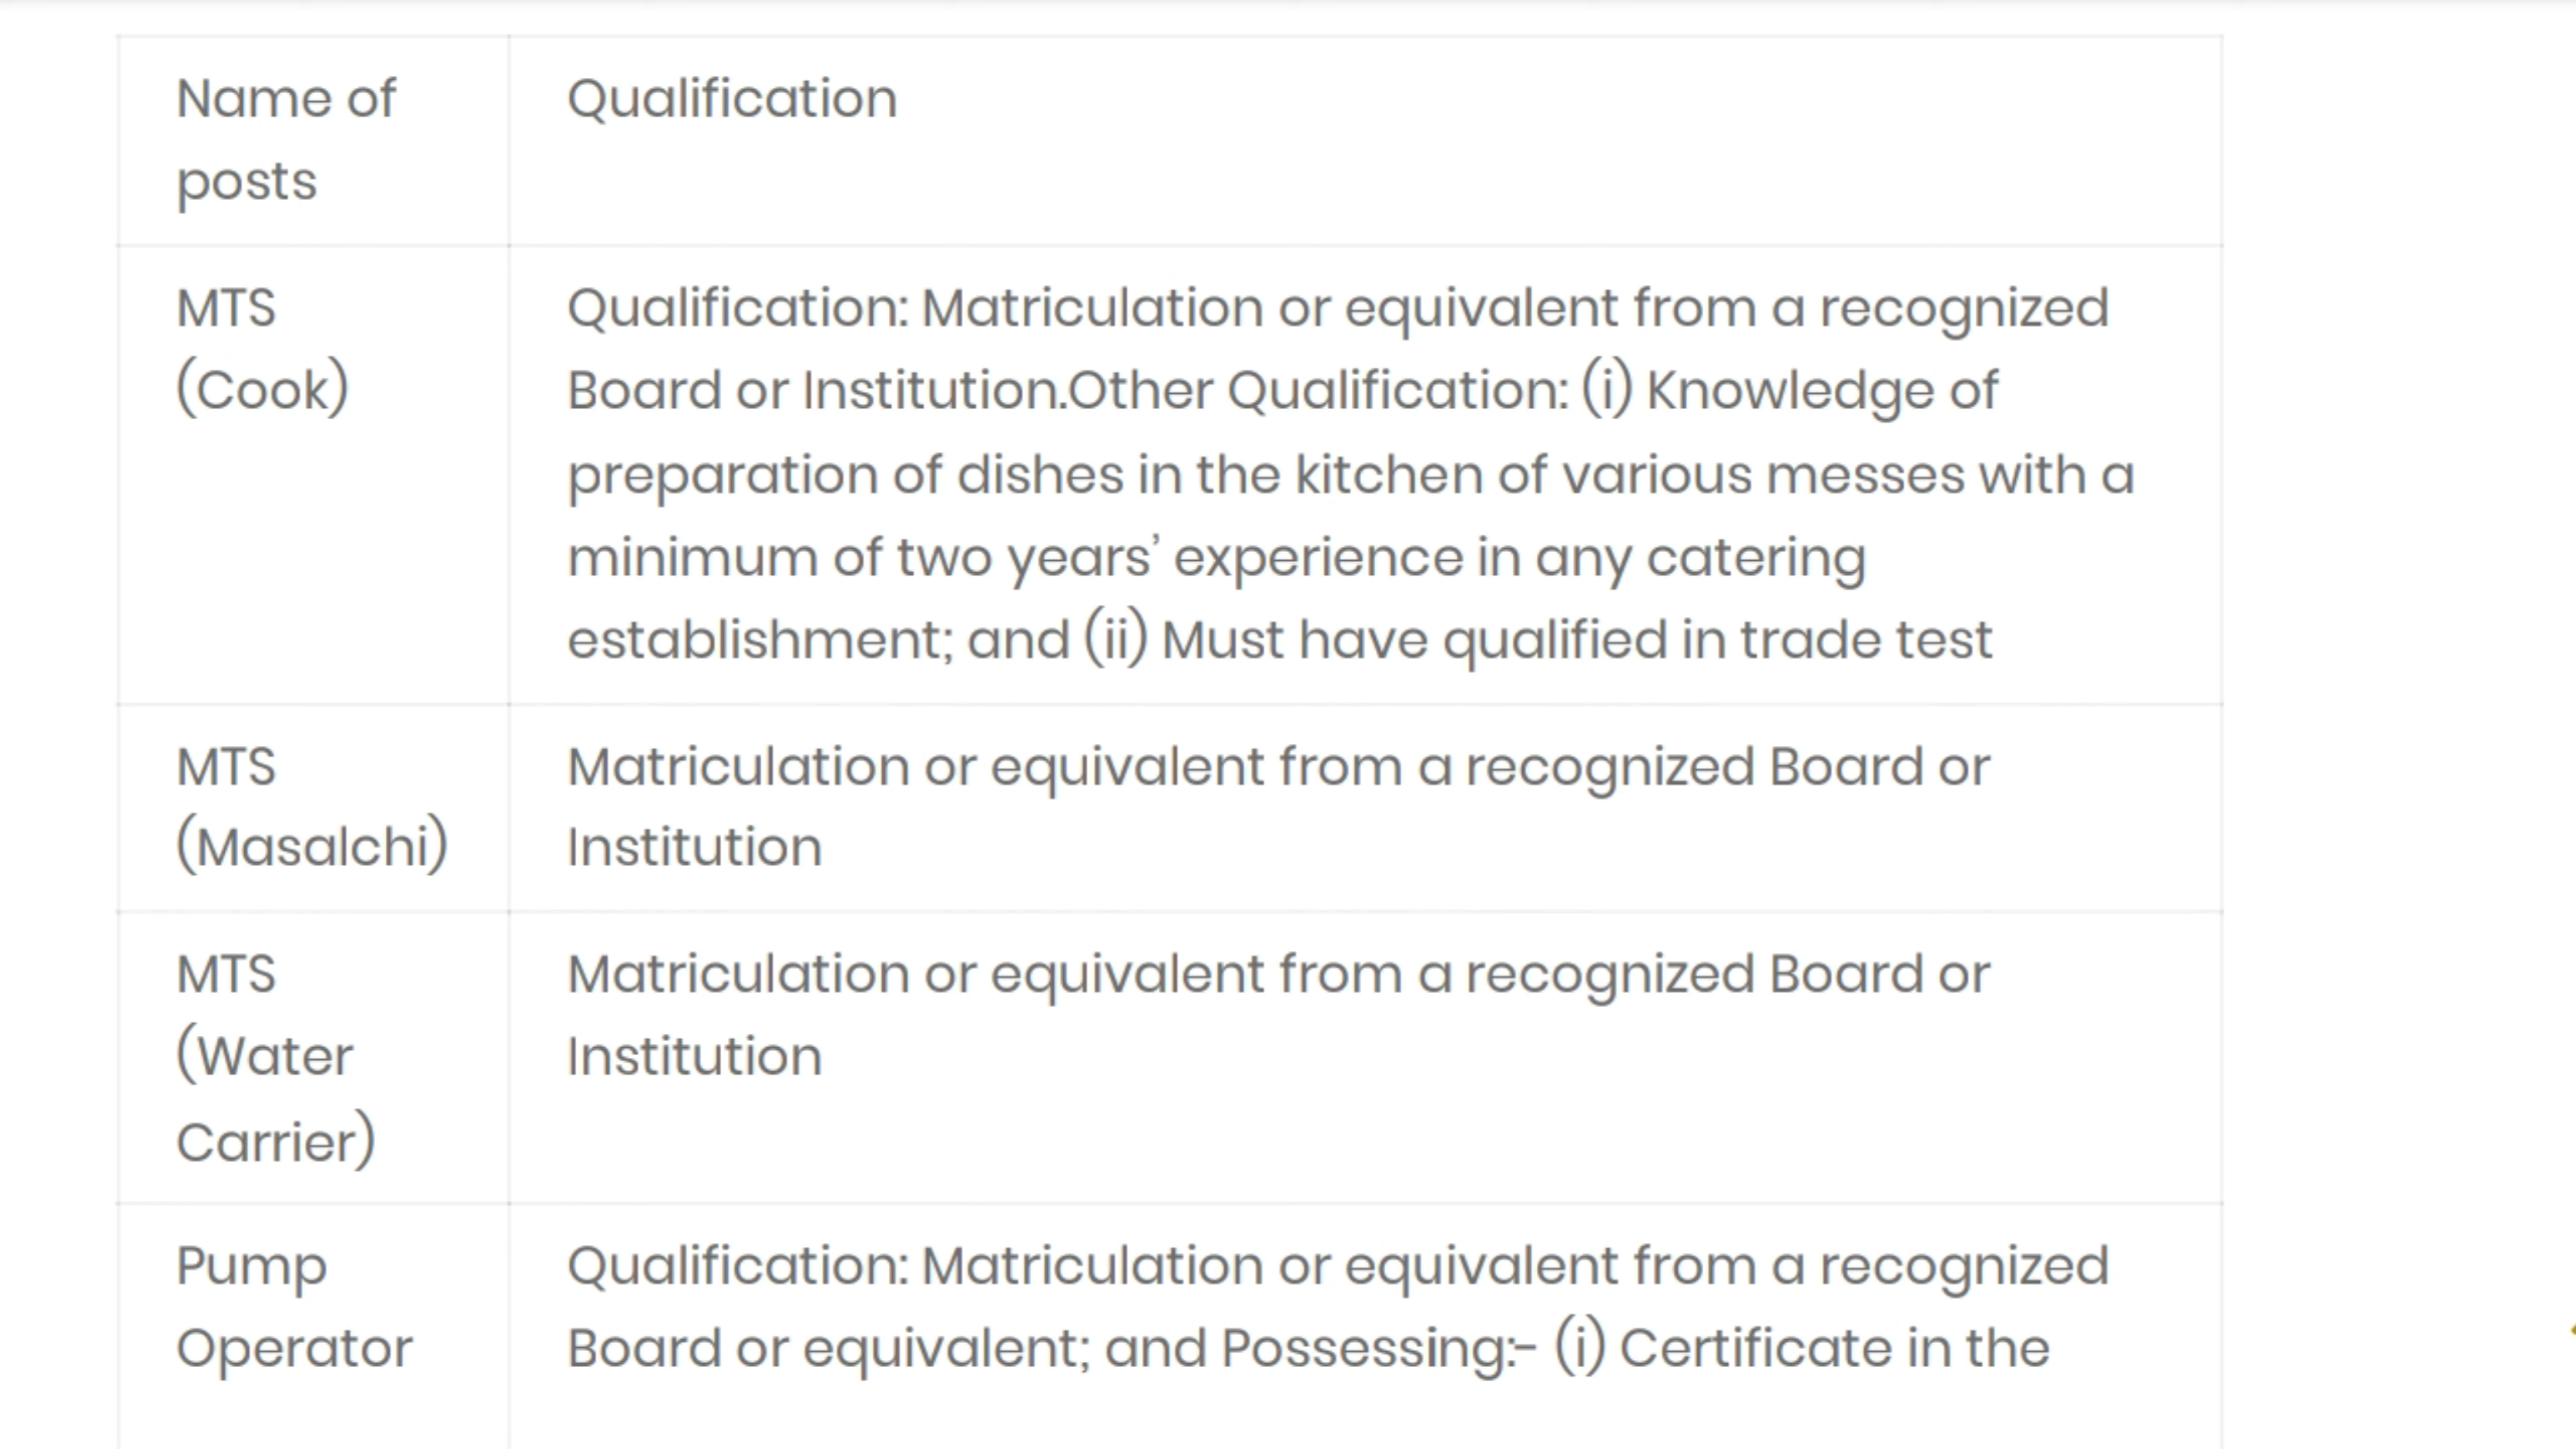 Name of
posts
Qualification
MTS
(Cook)
Qualification: Matriculation or equivalent from a recognized
Board or Institution.Other Qualification: (i) Knowledge of
preparation of dishes in the kitchen of various messes with a
minimum of two years’ experience in any catering
establishment; and (ii) Must have qualified in trade test
MTS
(Masalchi)
Matriculation or equivalent from a recognized Board or
Institution
MTS
(Water
Carrier)
Matriculation or equivalent from a recognized Board or
Institution
Pump
Operator
Qualification: Matriculation or equivalent from a recognized
Board or equivalent; and Possessing:- (i) Certificate in the